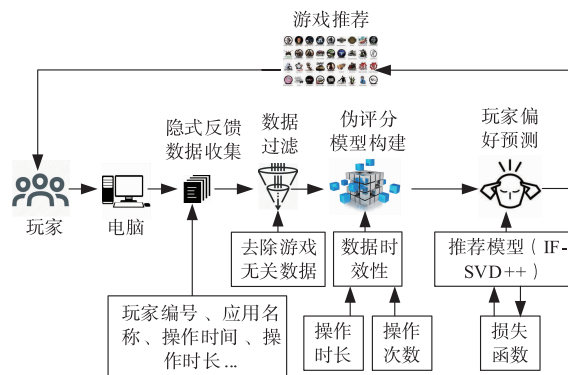 游戏推荐
隐式反馈
数据收集
数据
过滤
伪评分
模型构建
玩家偏
好预测
玩家
电脑
去除游戏
无关数据
数据时
效性
推荐模型（IF-
SVD++）
玩家编号、应用名
称、操作时间、操
作时长...
操作
时长
操作
次数
损失
函数